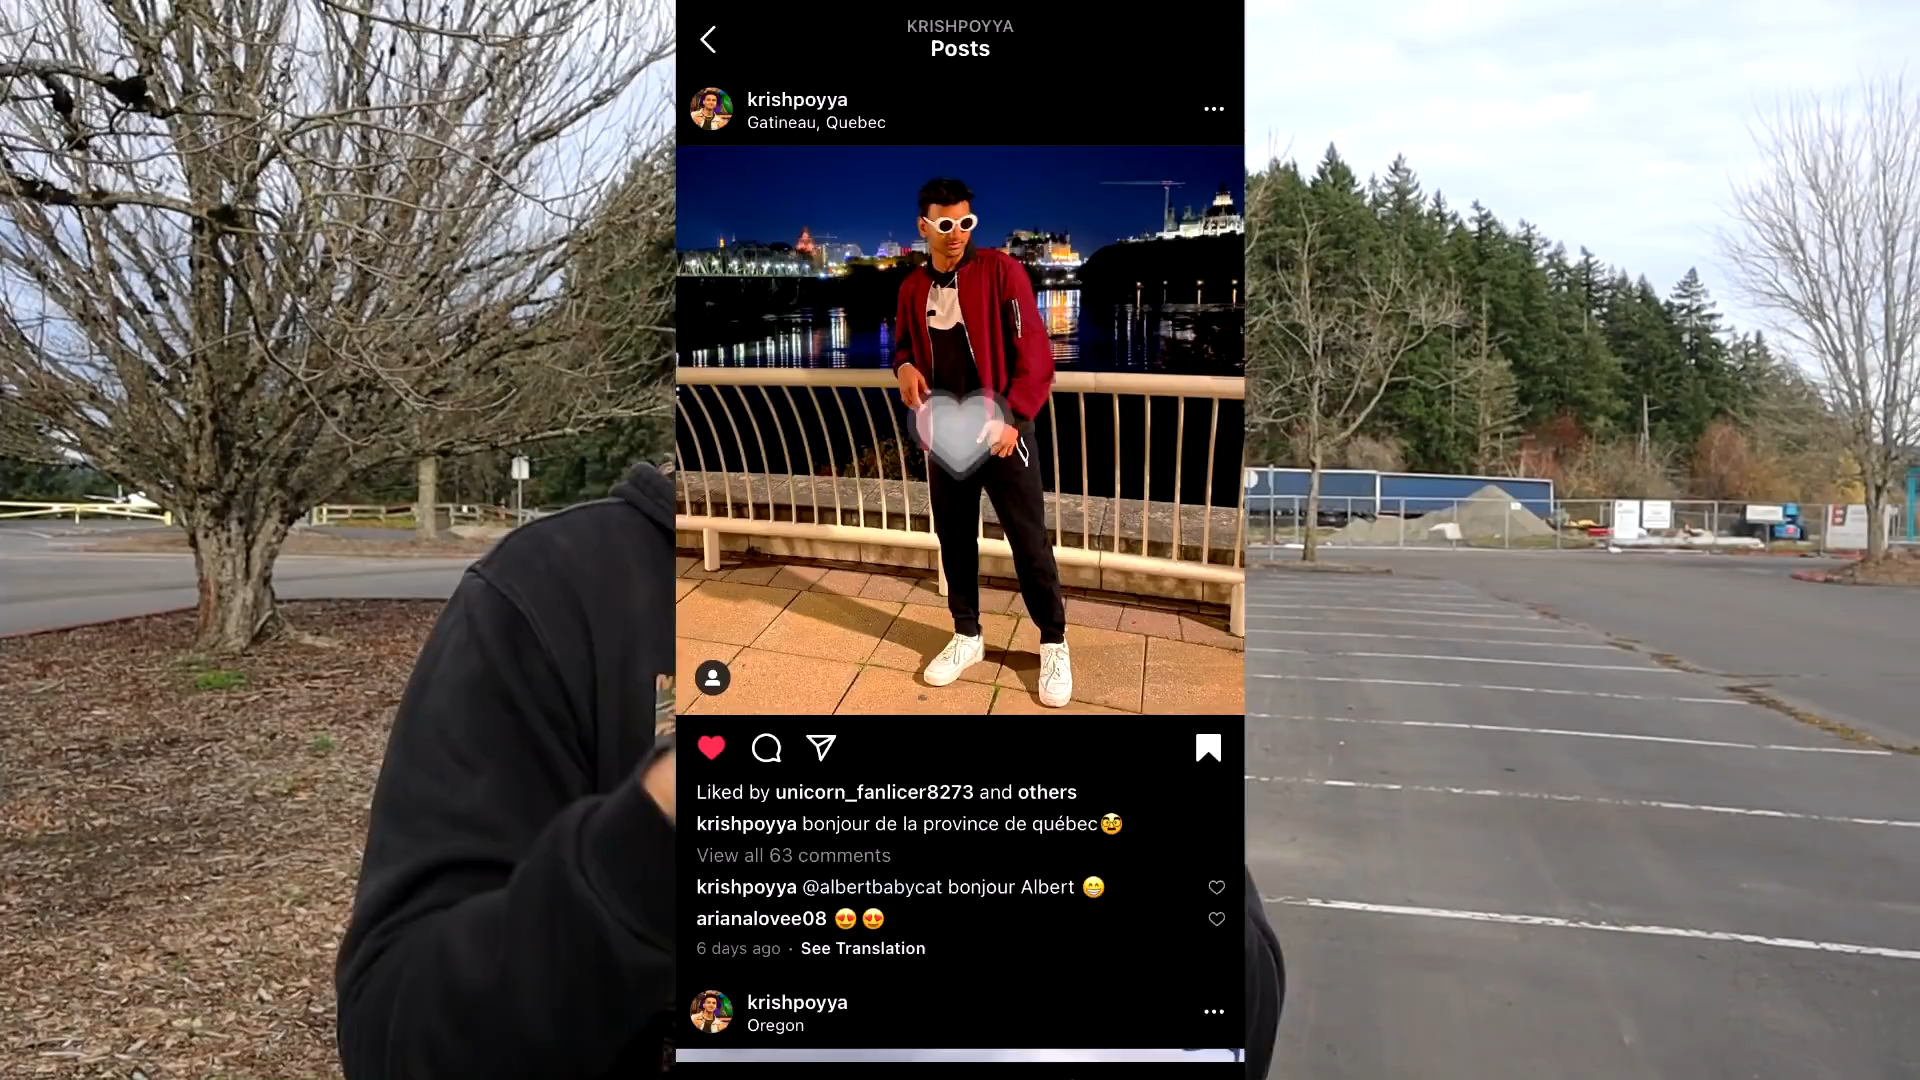 KRISHPOYYA
Posts
krishpoyya
Gatineau, Quebec
Liked by unicorn_fanlicer8273 and others
krishpoyya bonjour de la province de québec🥸
View all 63 comments
krishpoyya @albertbabycat bonjour Albert 😁
arianalovee08 😍😍
6 days ago · See Translation
krishpoyya
Oregon